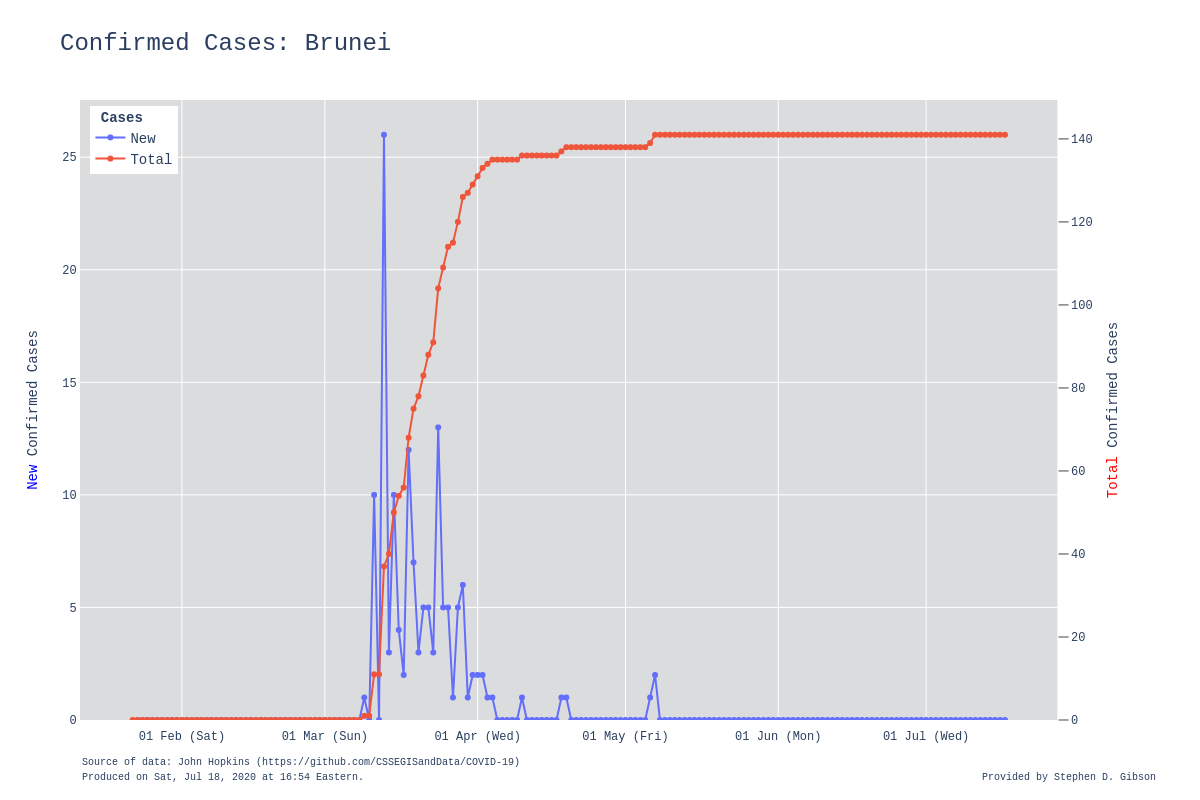 Confirmed Cases: Brunei
Cases
New
Total
25
20
15
10
5
0
140
120
100
80
60
40
20
0
New Confirmed Cases
Total Confirmed Cases
01 Feb (Sat)
01 Mar (Sun)
01 Apr (Wed)
01 May (Fri)
01 Jun (Mon)
01 Jul (Wed)
Source of data: John Hopkins (https://github.com/CSSEGISandData/COVID-19)
Produced on Sat, Jul 18, 2020 at 16:54 Eastern.
Provided by Stephen D. Gibson